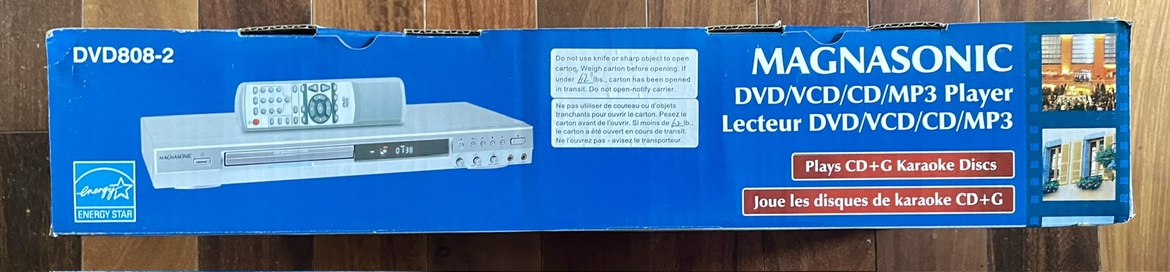 DVD808-2
MAGNASONIC
DVD/VCD/CD/MP3 Player
Lecteur DVD/VCD/CD/MP3
Plays CD+G Karaoke Discs
Joue les disques de karaoke CD+G
Do not use knife or sharp object to open
carton. Weigh carton before opening. If
under lbs., carton has been opened
in transit. Do not open-notify carrier.
Ne pas utiliser de couteau ou d'objets
tranchants pour ouvrir le carton. Pesez le
carton avant de l'ouvrir. Si moins de lb.,
le carton a été ouvert en cours de transit.
Ne l'ouvrez pas - avisez le transporteur.
MAGNASONIC
energy
ENERGY STAR